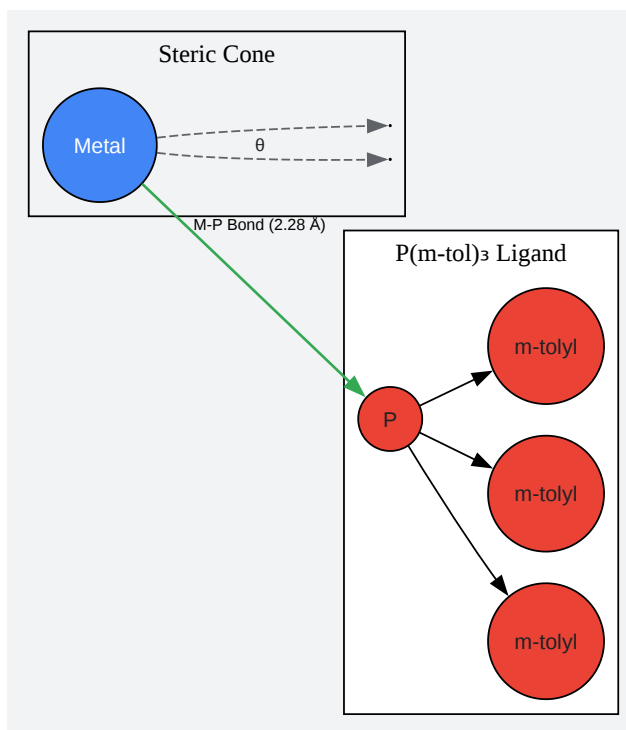 Steric Cone
Metal
θ
M-P Bond (2.28 Å)
P(m-tol)₃ Ligand
m-tolyl
P
m-tolyl
m-tolyl